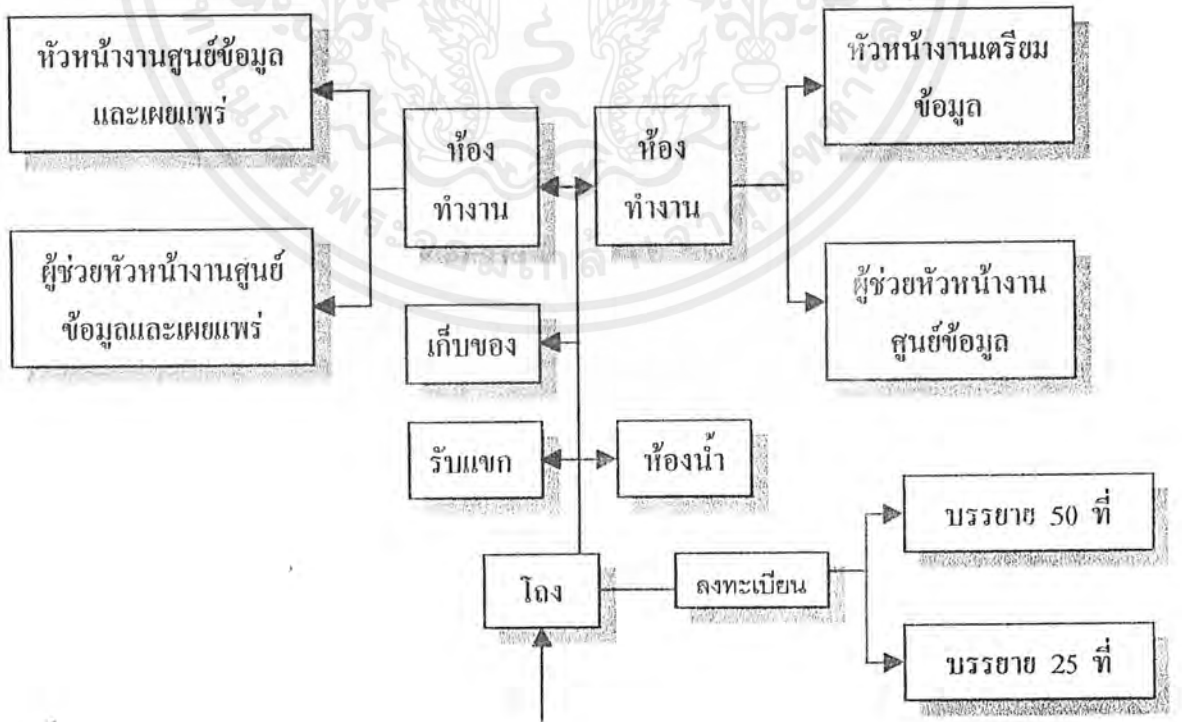 หัวหน้างานศูนย์ข้อมูล
และเผยแพร่
หัวหน้างานเตรียม
ข้อมูล
ห้อง
ทำงาน
ห้อง
ทำงาน
ผู้ช่วยหัวหน้างานศูนย์
ข้อมูลและเผยแพร่
ผู้ช่วยหัวหน้างาน
ศูนย์ข้อมูล
เก็บของ
รับแขก
ห้องน้ำ
โถง
ลงทะเบียน
บรรยาย 50 ที่
บรรยาย 25 ที่